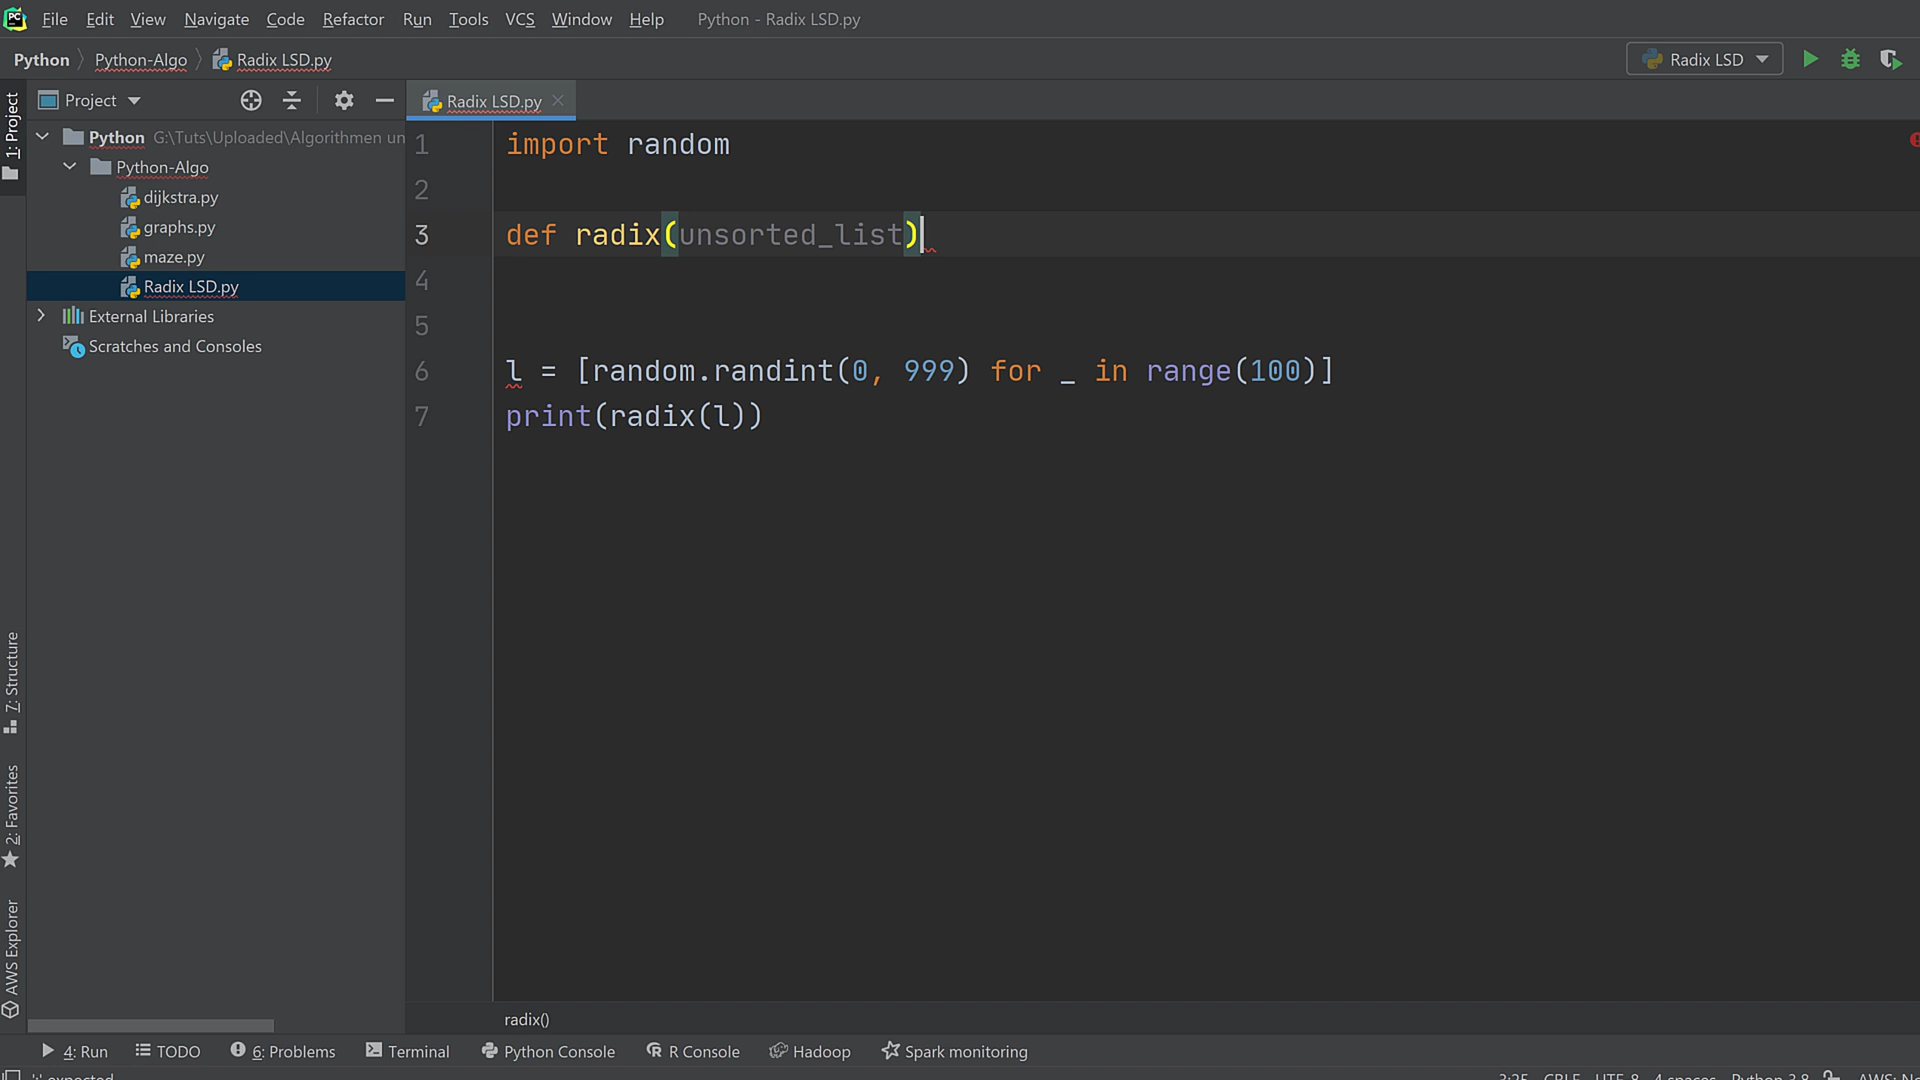 File Edit View Navigate Code Refactor Run Tools VCS Window Help Python - Radix LSD.py
Python Python-Algo Radix LSD.py Radix LSD
1: Project
Project
Radix LSD.py
Python G:\Tuts\Uploaded\Algorithmen un
Python-Algo
dijkstra.py
graphs.py
maze.py
Radix LSD.py
External Libraries
Scratches and Consoles
1 import random
2
3 def radix(unsorted_list)
4
5
6 l = [random.randint(0, 999) for _ in range(100)]
7 print(radix(l))
7: Structure
2: Favorites
AWS Explorer
radix()
4: Run TODO 6: Problems Terminal Python Console R Console Hadoop Spark monitoring
':' expected 3:25 CRLF UTF-8 4 spaces Python 3.8 AWS: No